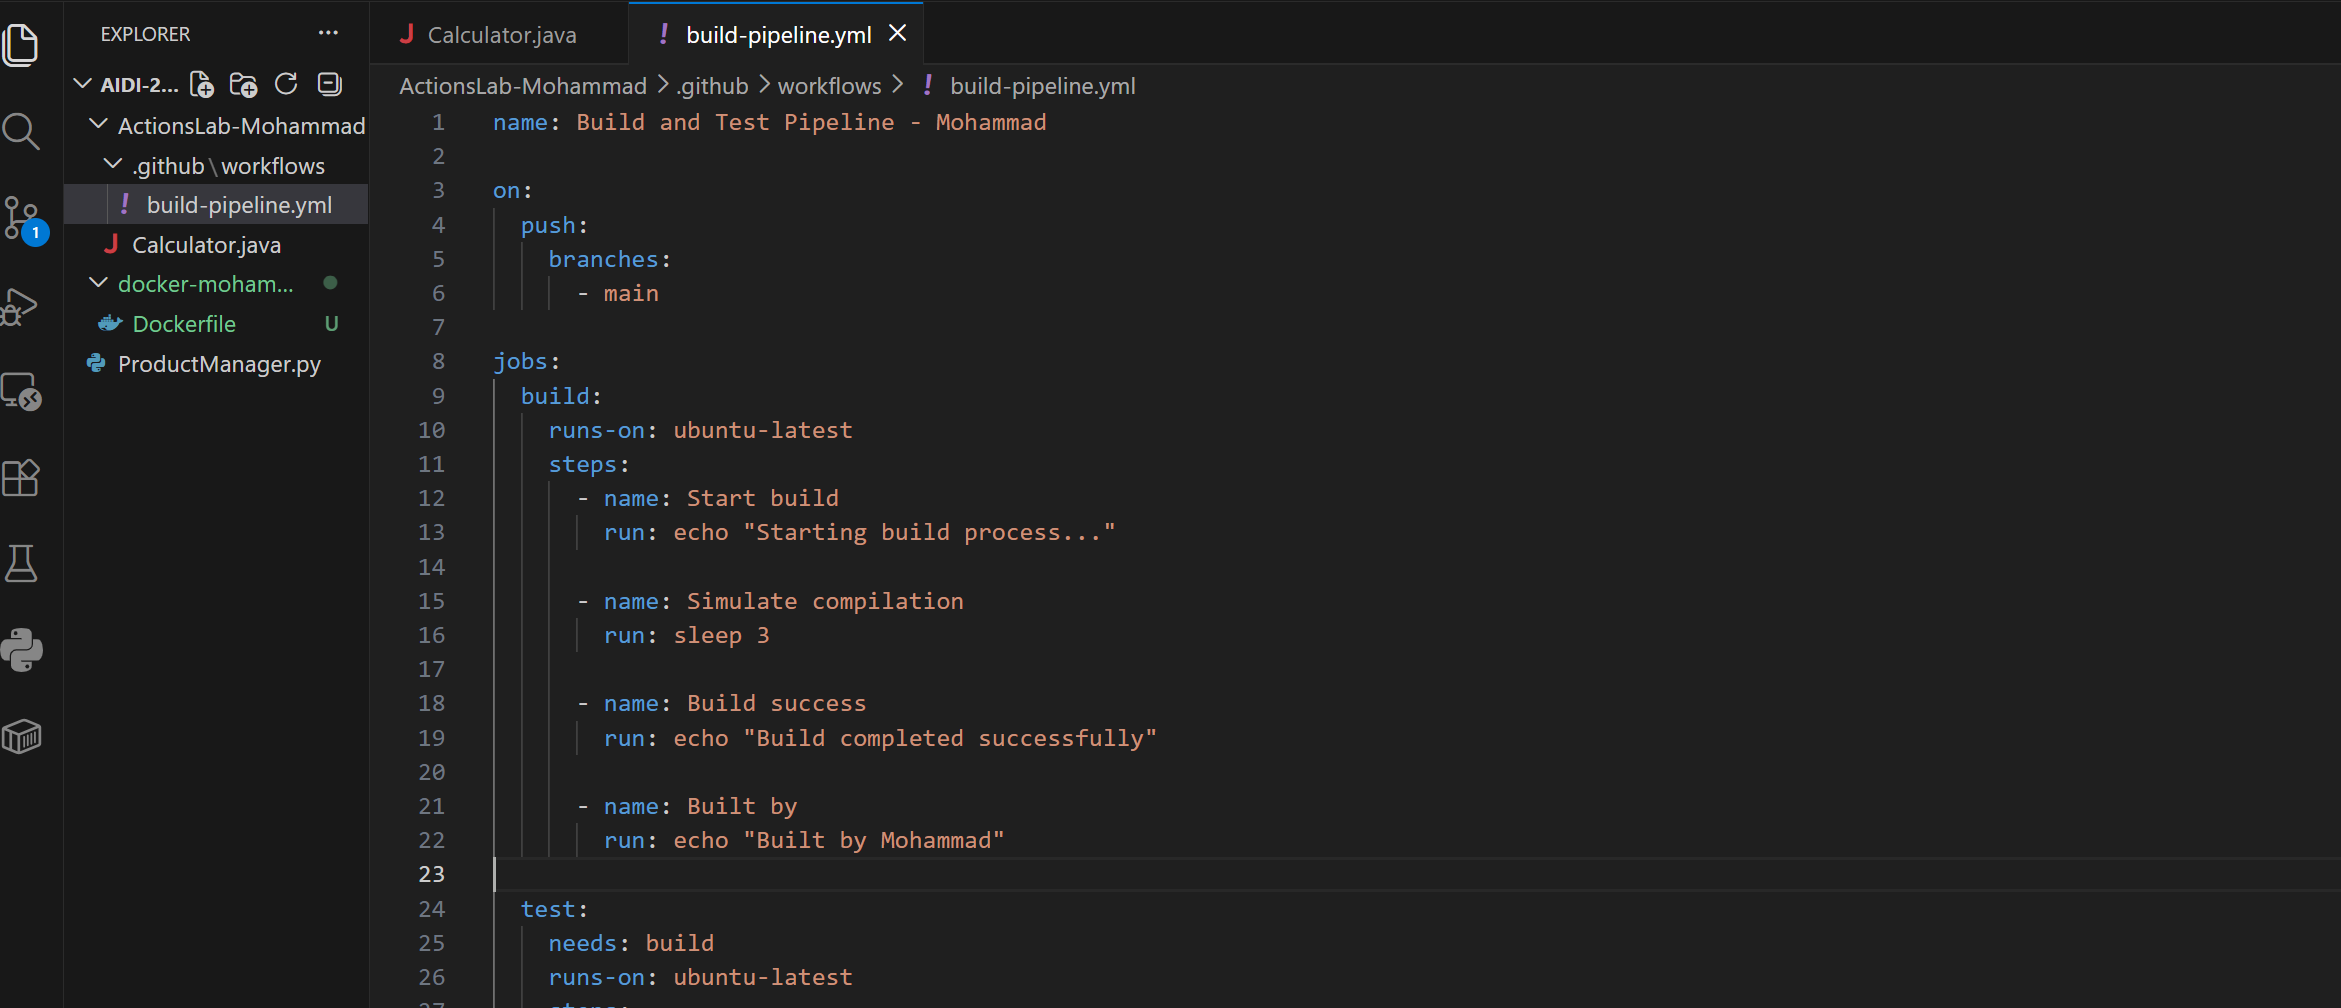 EXPLORER
AIDI-2...
ActionsLab-Mohammad
.github\workflows
build-pipeline.yml
Calculator.java
docker-moham...
Dockerfile U
ProductManager.py
1
Calculator.java
build-pipeline.yml
ActionsLab-Mohammad > .github > workflows > build-pipeline.yml
1 name: Build and Test Pipeline - Mohammad
2
3 on:
4   push:
5     branches:
6       - main
7
8 jobs:
9   build:
10     runs-on: ubuntu-latest
11     steps:
12       - name: Start build
13         run: echo "Starting build process..."
14
15       - name: Simulate compilation
16         run: sleep 3
17
18       - name: Build success
19         run: echo "Build completed successfully"
20
21       - name: Built by
22         run: echo "Built by Mohammad"
23
24   test:
25     needs: build
26     runs-on: ubuntu-latest